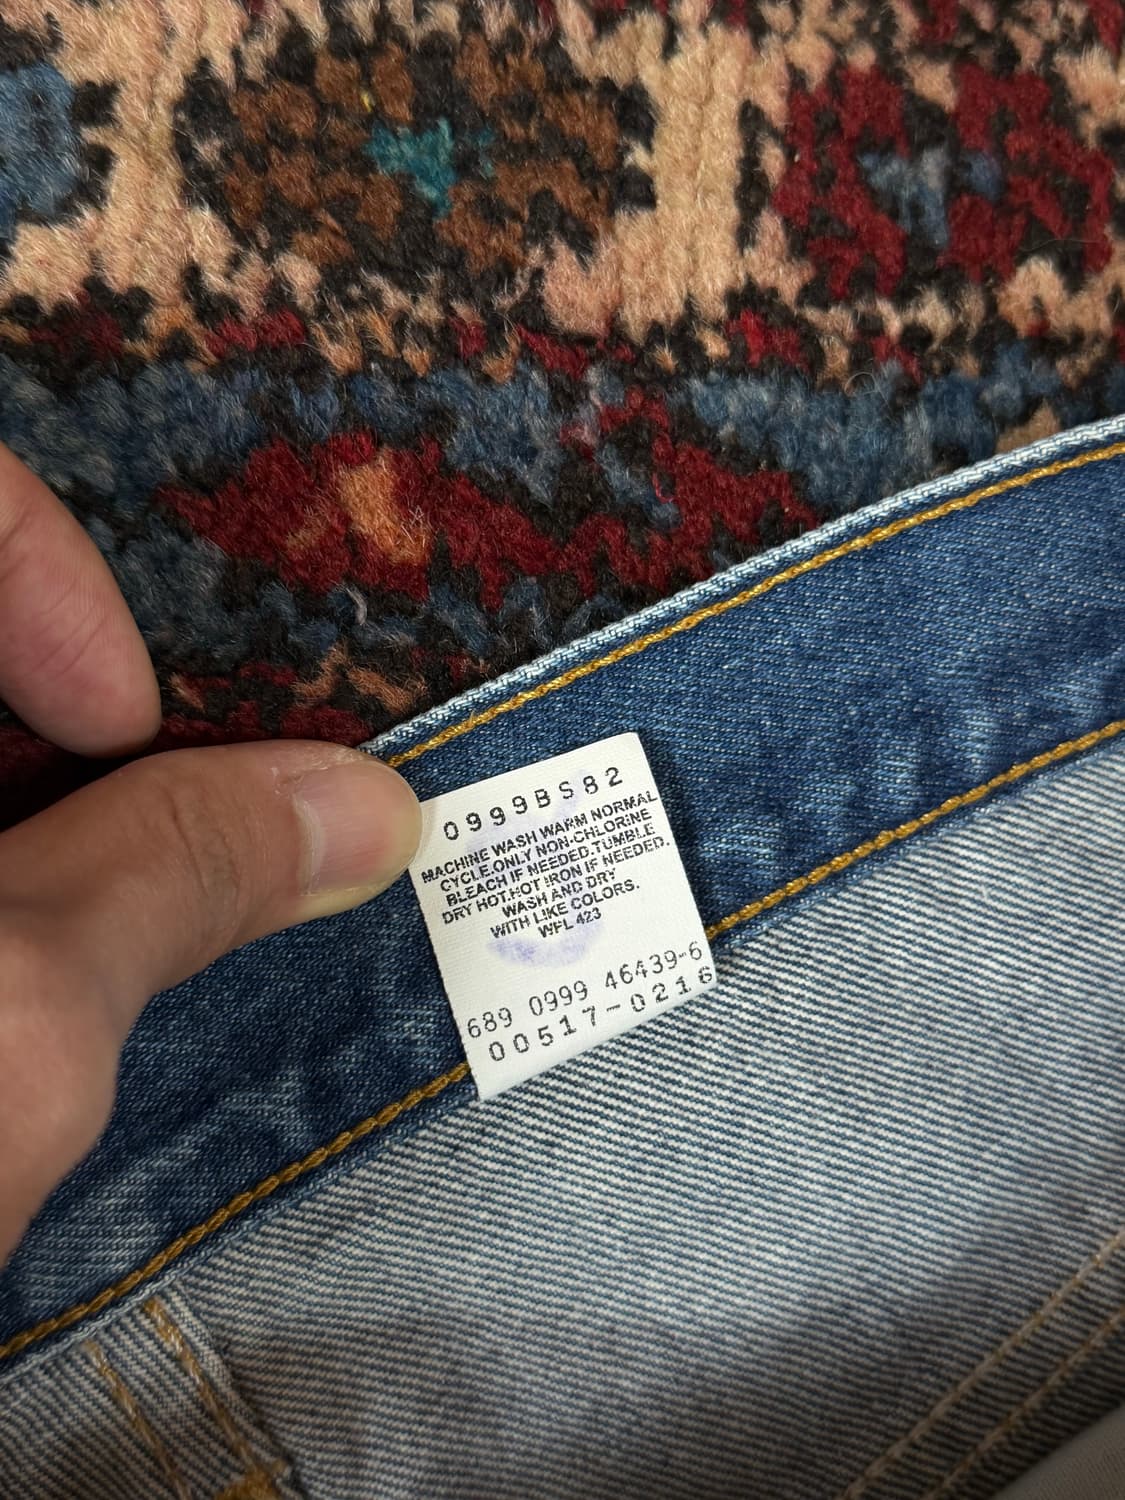 0999BS82
MACHINE WASH WARM NORMAL
CYCLE.ONLY NON-CHLORINE
BLEACH IF NEEDED.TUMBLE
DRY HOT.HOT IRON IF NEEDED.
WASH AND DRY
WITH LIKE COLORS.
WPL 423
689 0999 46439-6
00517-0216